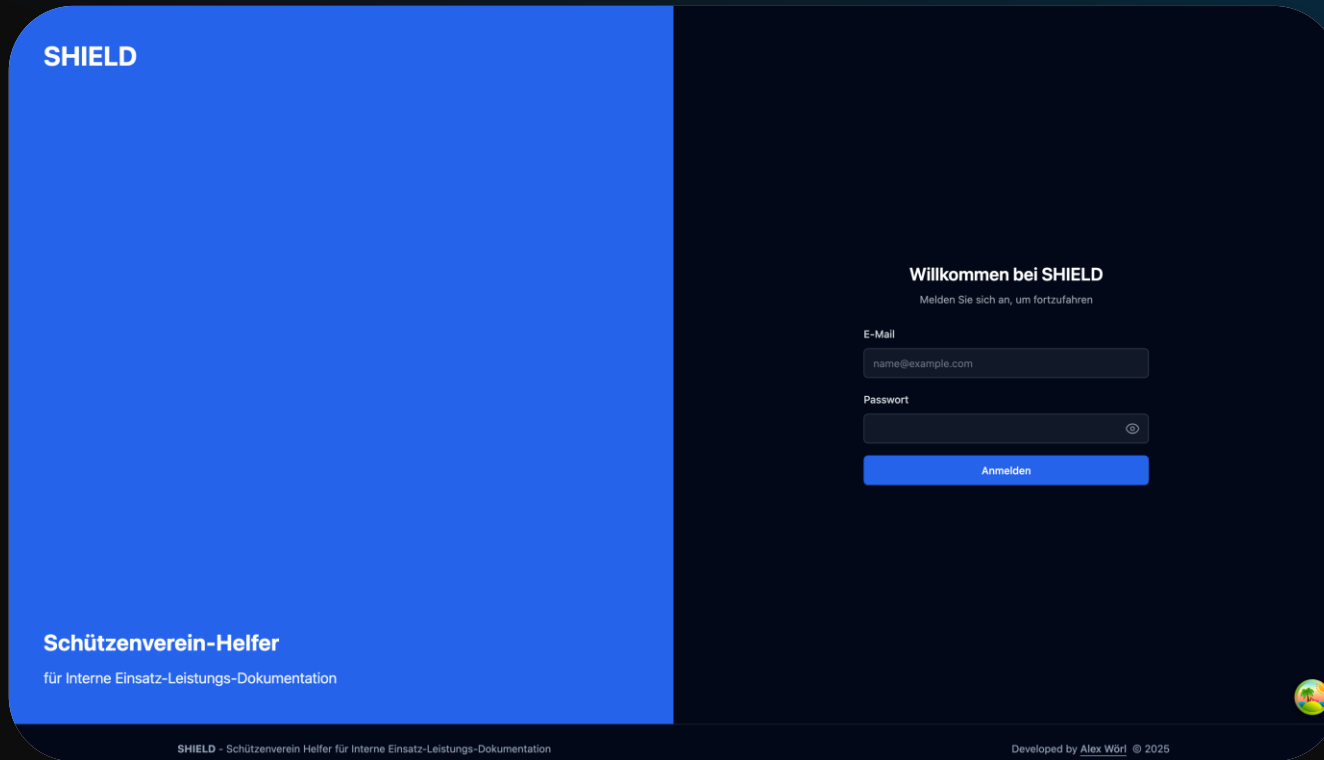 SHIELD
Schützenverein-Helfer
für Interne Einsatz-Leistungs-Dokumentation
Willkommen bei SHIELD
Melden Sie sich an, um fortzufahren
E-Mail
name@example.com
Passwort
Anmelden
SHIELD - Schützenverein Helfer für Interne Einsatz-Leistungs-Dokumentation
Developed by Alex Wörl © 2025